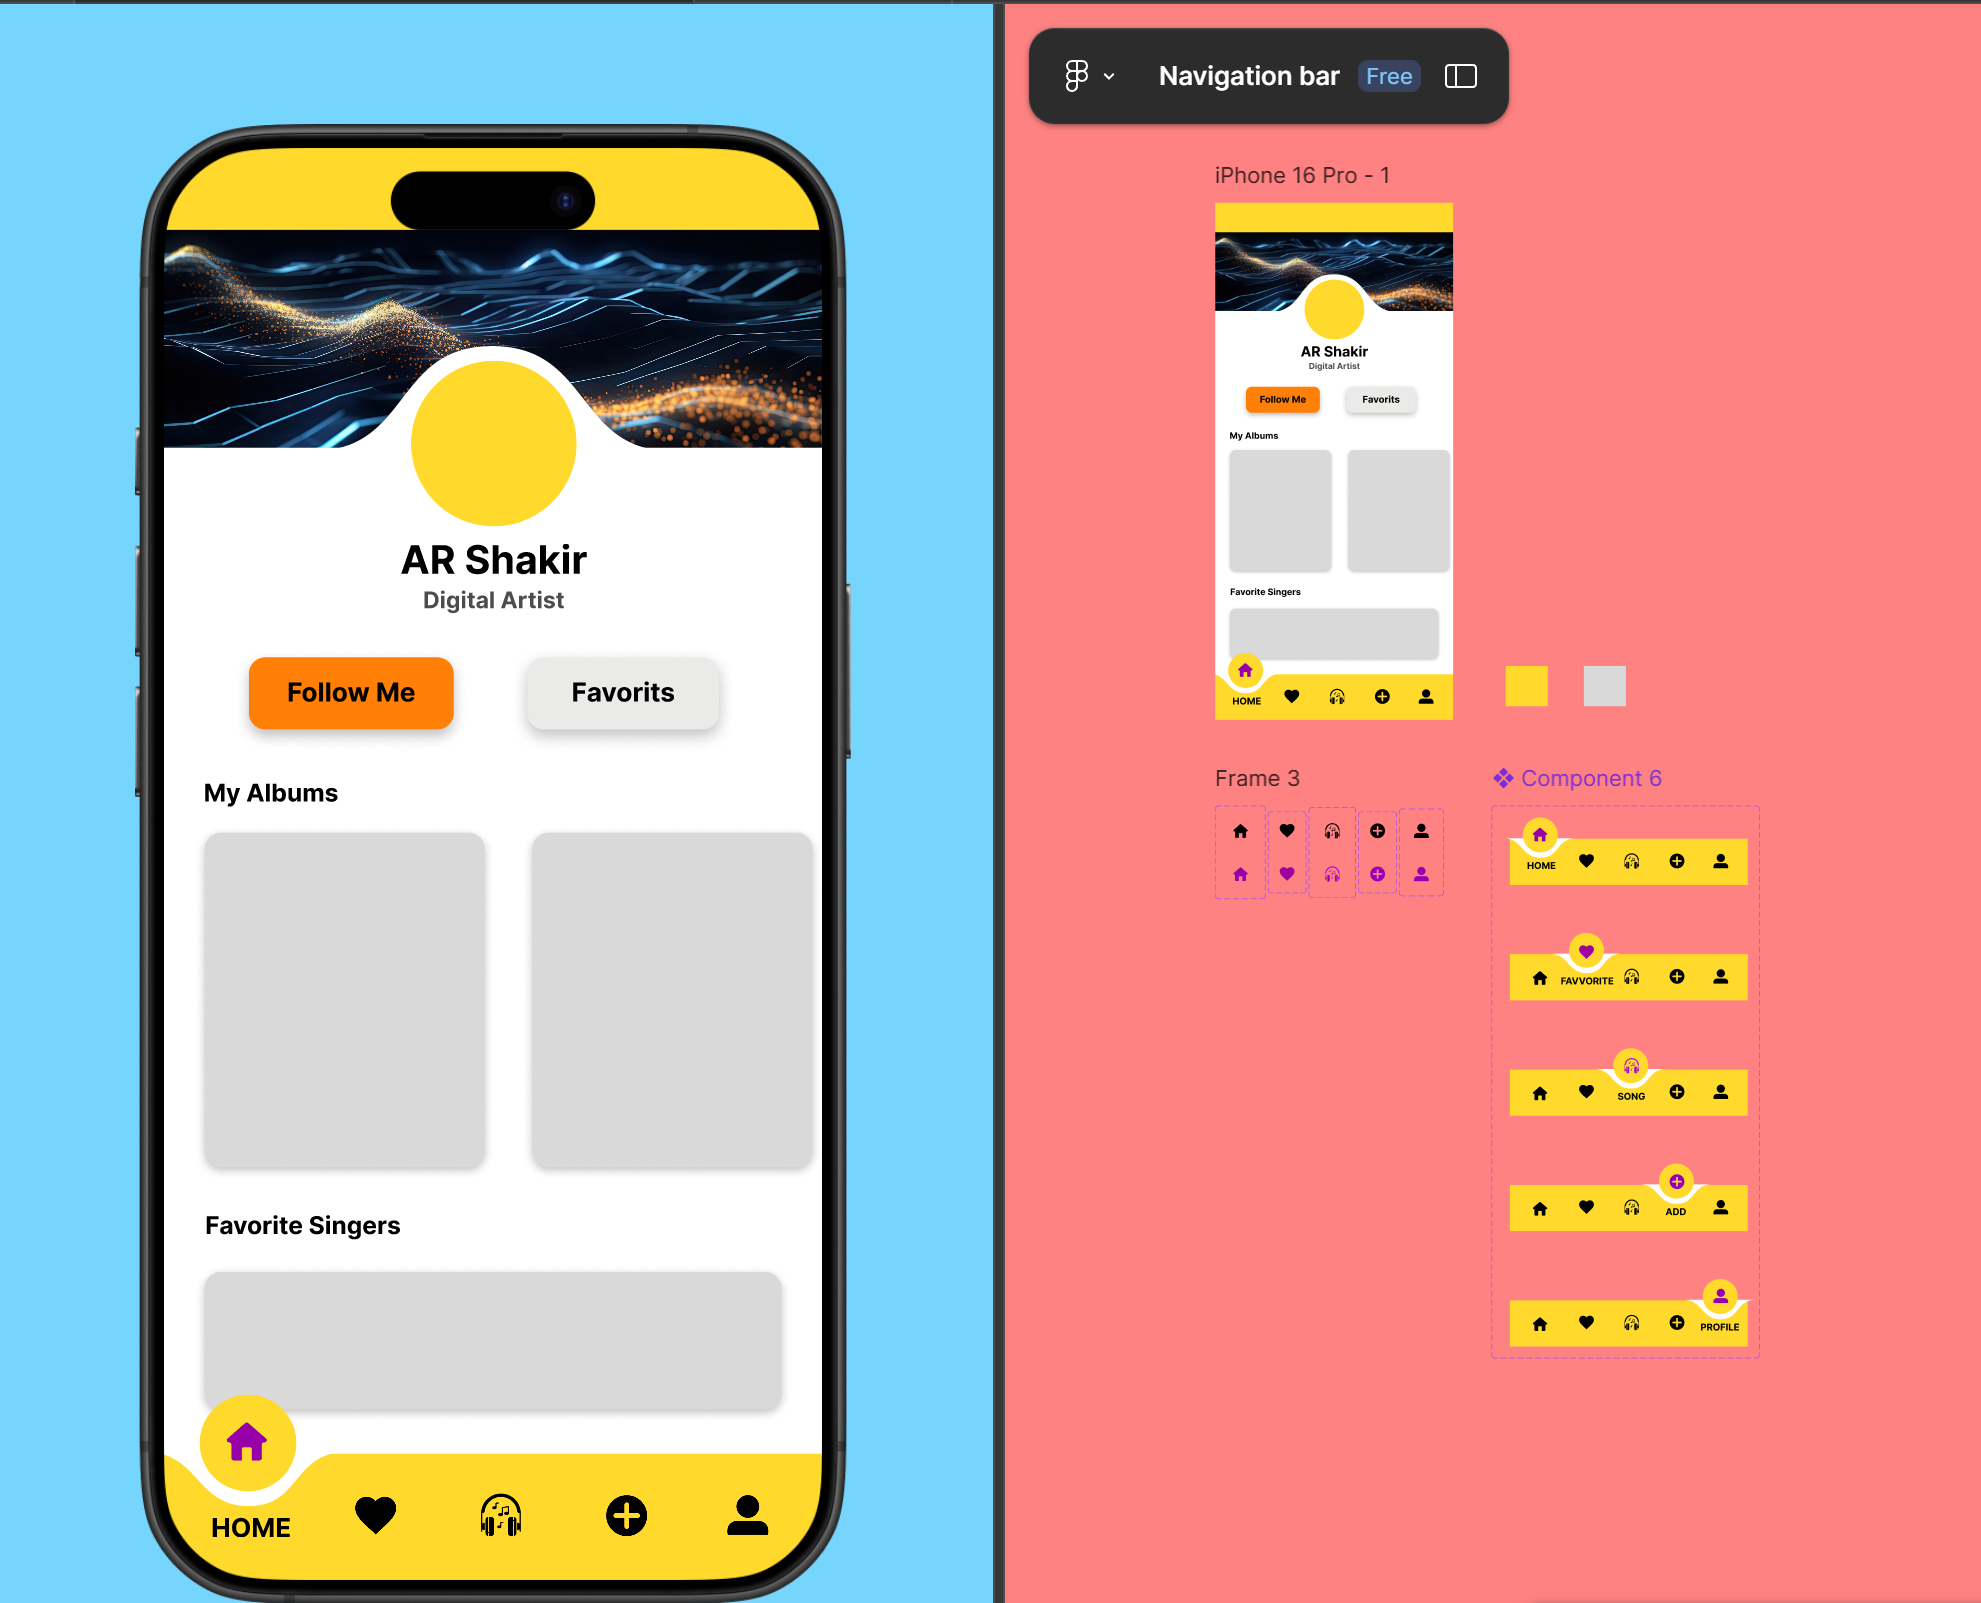 AR Shakir
Digital Artist
Follow Me
Favorits
My Albums
Favorite Singers
HOME
Navigation bar
Free
iPhone 16 Pro - 1
AR Shakir
Digital Artist
Follow Me
Favorits
My Albums
Favorite Singers
HOME
Frame 3
Component 6
HOME
FAVVORITE
SONG
ADD
PROFILE